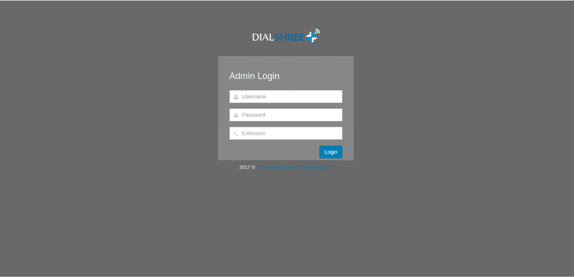 DIALSHREE
Admin Login
Username
Password
Extension
Login
2017 ©